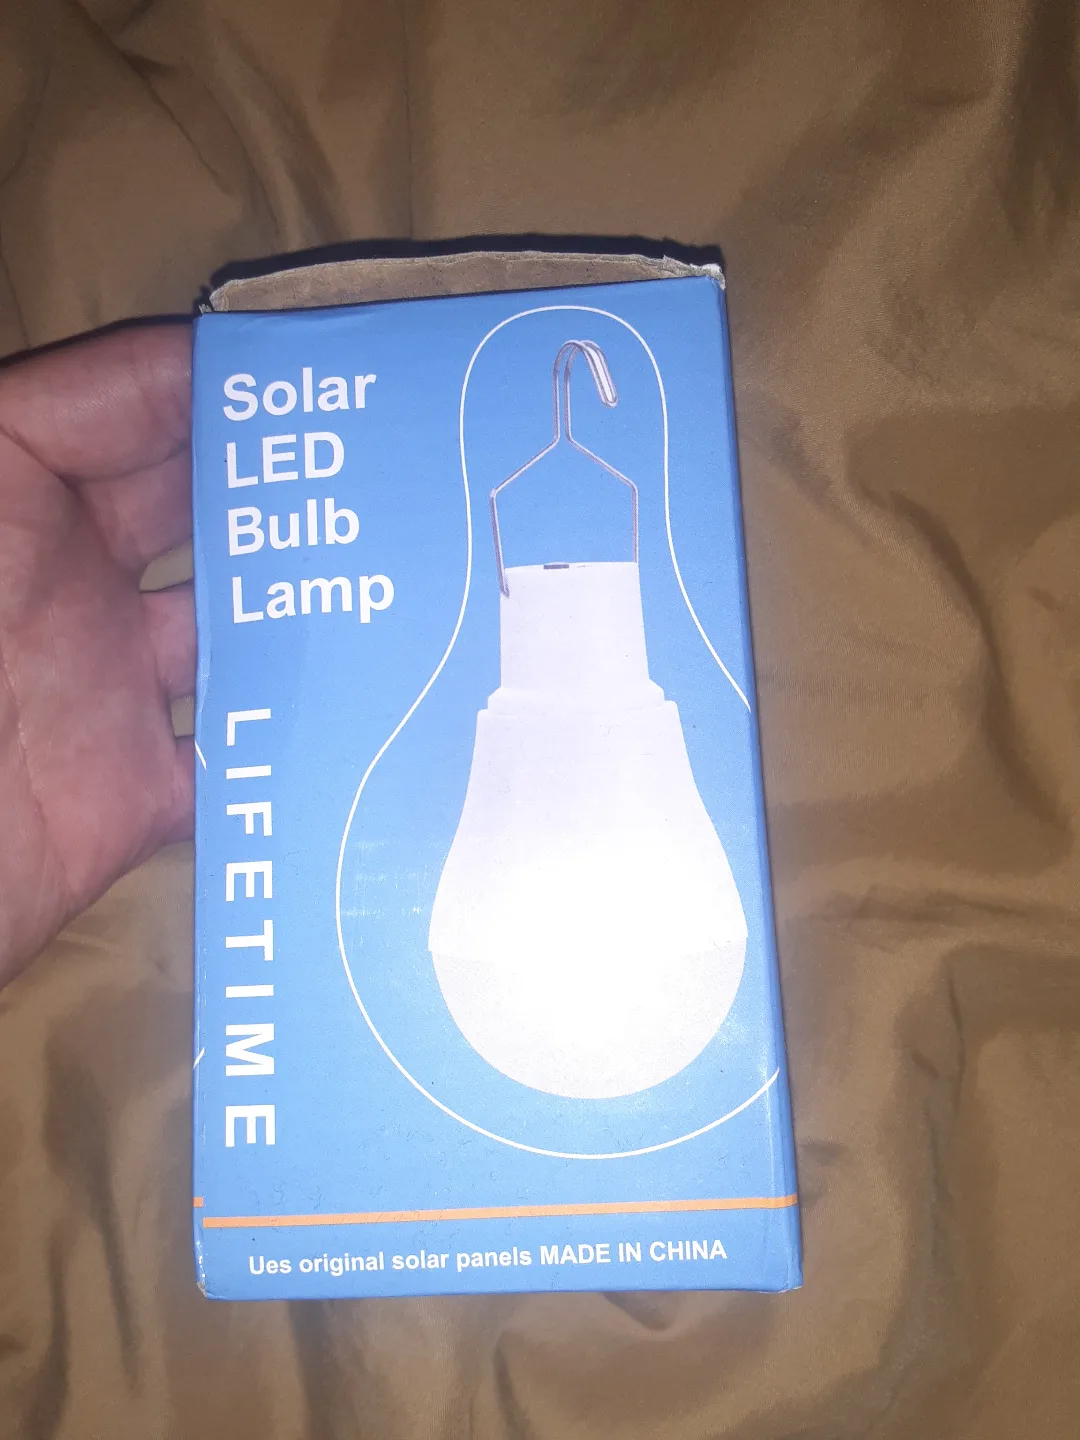 Solar
LED
Bulb
Lamp
LIFETIME
Ues original solar panels MADE IN CHINA